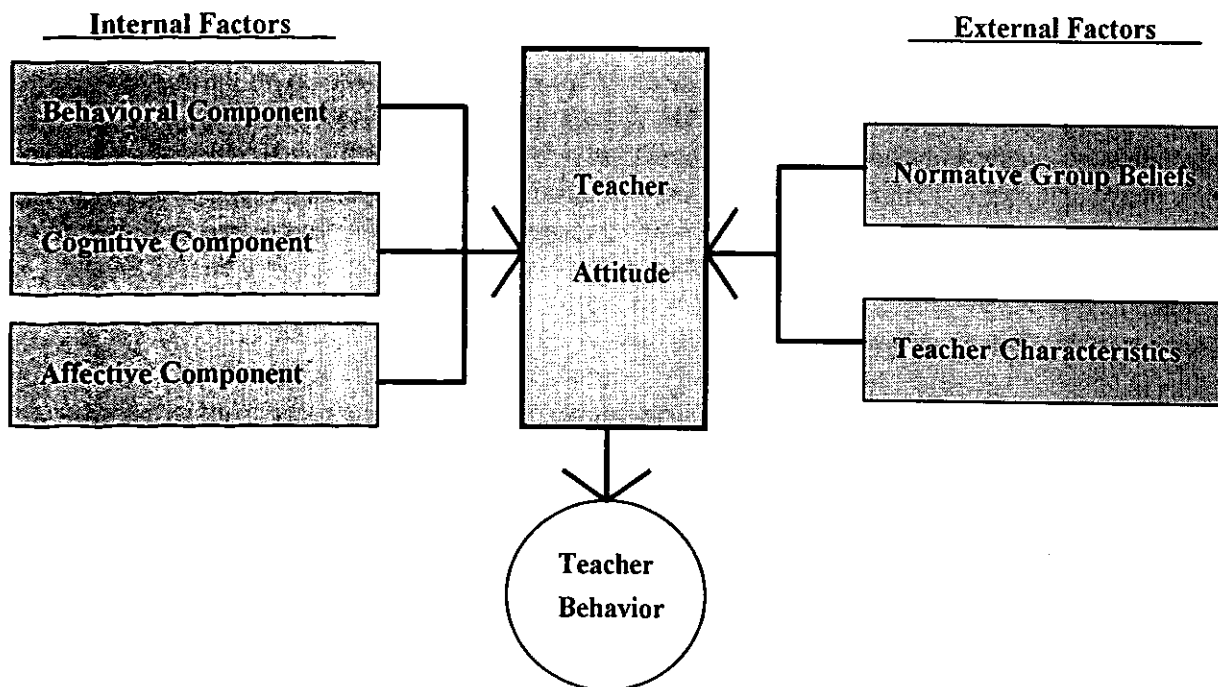 Internal Factors
External Factors
Behavioral Component
Cognitive Component
Affective Component
Teacher
Attitude
Normative Group Beliefs
Teacher Characteristics
Teacher
Behavior